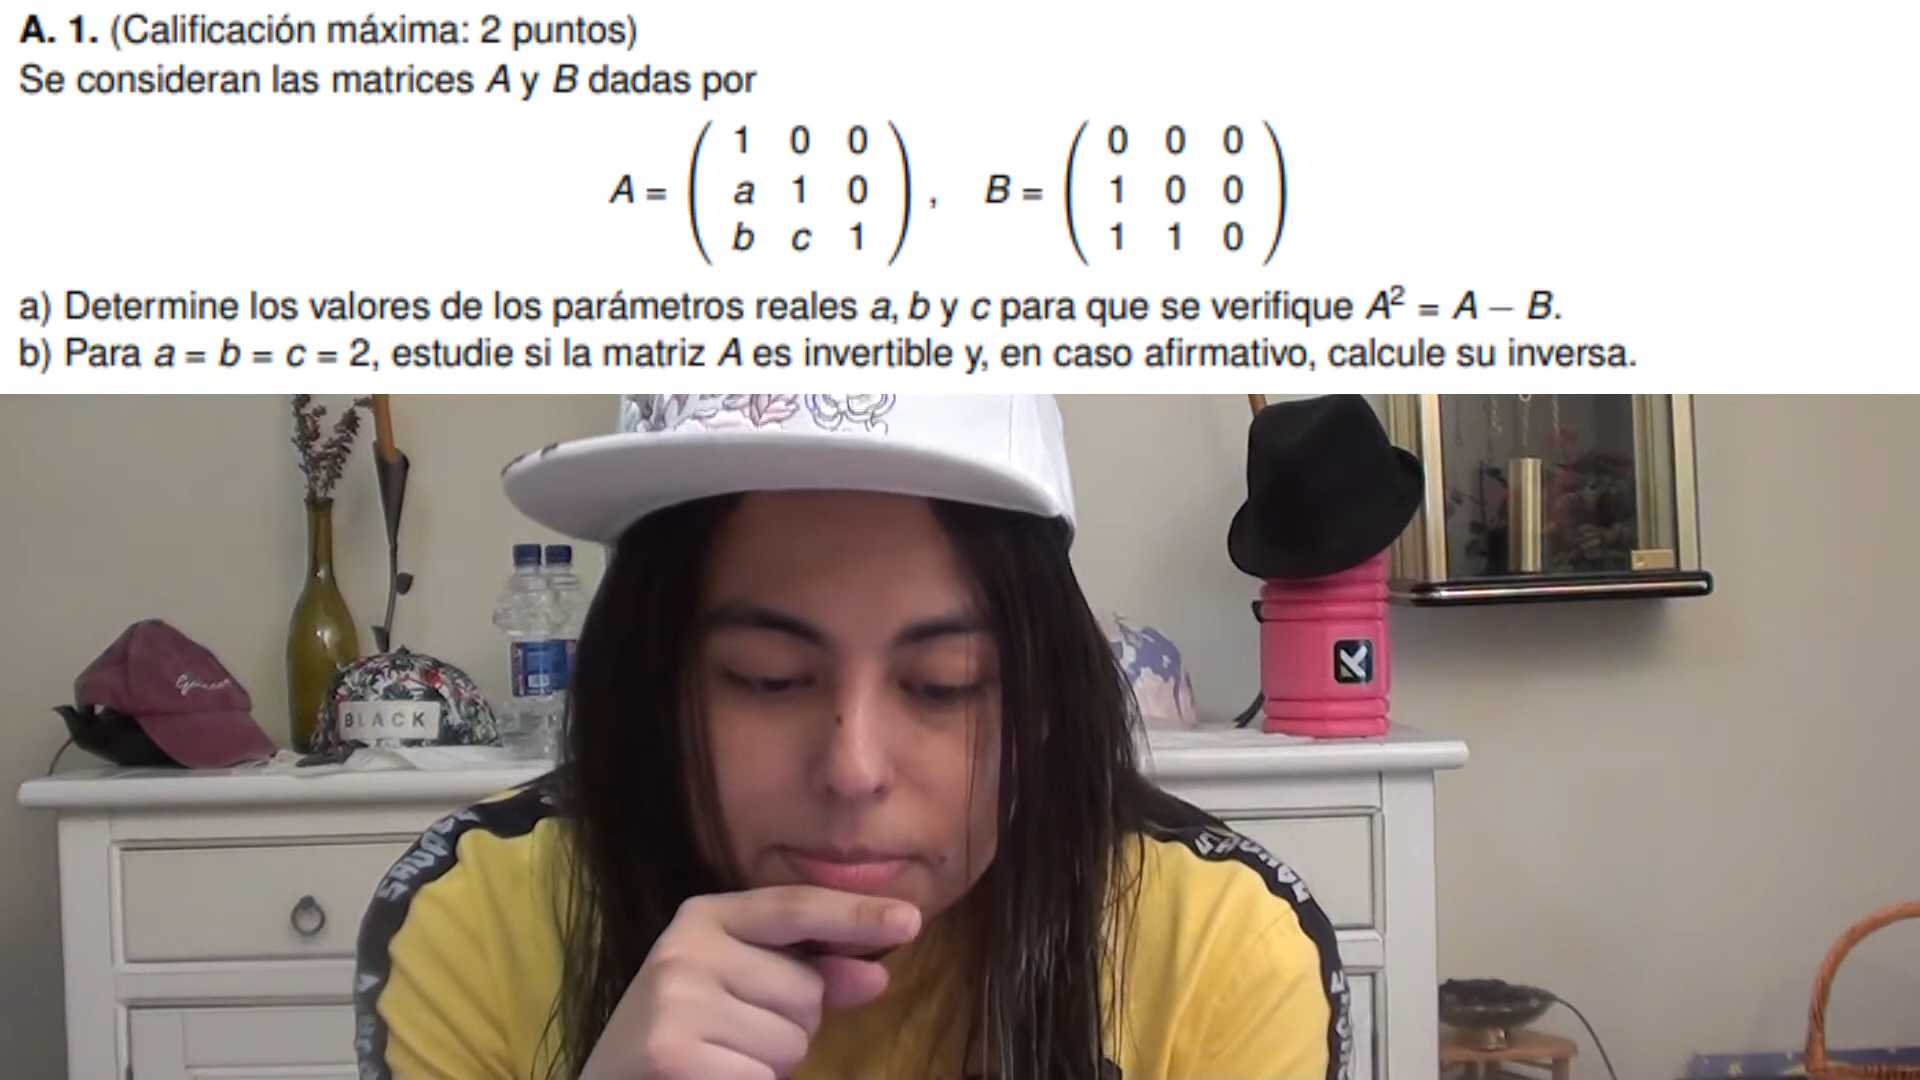 A. 1. (Calificación máxima: 2 puntos)
Se consideran las matrices A y B dadas por
A = ( 1 0 0 ), B = ( 0 0 0 )
a 1 0 1 0 0
b c 1 1 1 0
a) Determine los valores de los parámetros reales a, b y c para que se verifique A² = A − B.
b) Para a = b = c = 2, estudie si la matriz A es invertible y, en caso afirmativo, calcule su inversa.
BLACK